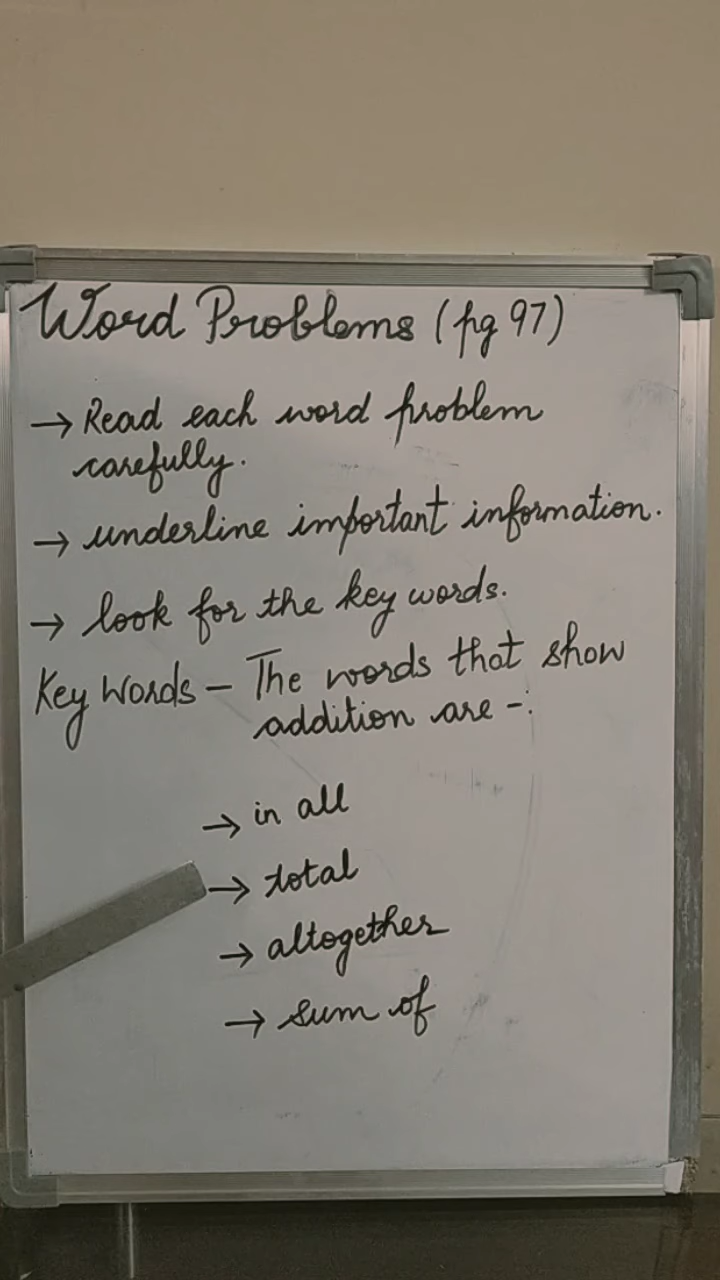 Word Problems (pg 97)
→ Read each word problem
carefully.
→ underline important information.
→ look for the key words.
Key Words – The words that show
addition are -:
→ in all
→ total
→ altogether
→ sum of